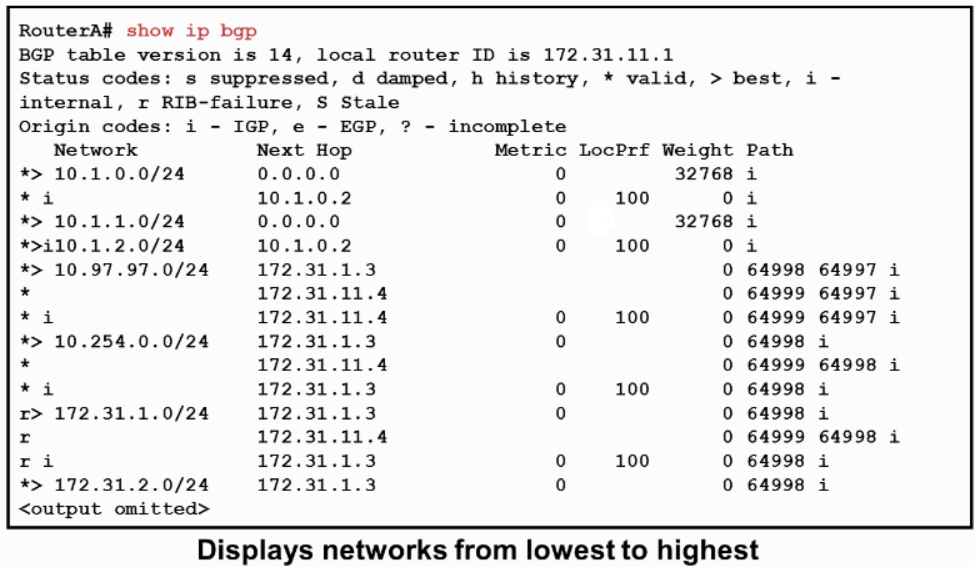 RouterA# show ip bgp
BGP table version is 14, local router ID is 172.31.11.1
Status codes: s suppressed, d damped, h history, * valid, > best, i -
internal, r RIB-failure, S Stale
Origin codes: i - IGP, e - EGP, ? - incomplete
   Network          Next Hop            Metric LocPrf Weight Path
*> 10.1.0.0/24      0.0.0.0                  0         32768 i
* i                 10.1.0.2                 0    100      0 i
*> 10.1.1.0/24      0.0.0.0                  0         32768 i
*>i10.1.2.0/24      10.1.0.2                 0    100      0 i
*> 10.97.97.0/24    172.31.1.3                             0 64998 64997 i
*                   172.31.11.4                            0 64999 64997 i
* i                 172.31.11.4              0    100      0 64999 64997 i
*> 10.254.0.0/24    172.31.1.3               0             0 64998 i
*                   172.31.11.4                            0 64999 64998 i
* i                 172.31.1.3               0    100      0 64998 i
r> 172.31.1.0/24    172.31.1.3               0             0 64998 i
r                   172.31.11.4                            0 64999 64998 i
r i                 172.31.1.3               0    100      0 64998 i
*> 172.31.2.0/24    172.31.1.3               0             0 64998 i
<output omitted>
Displays networks from lowest to highest